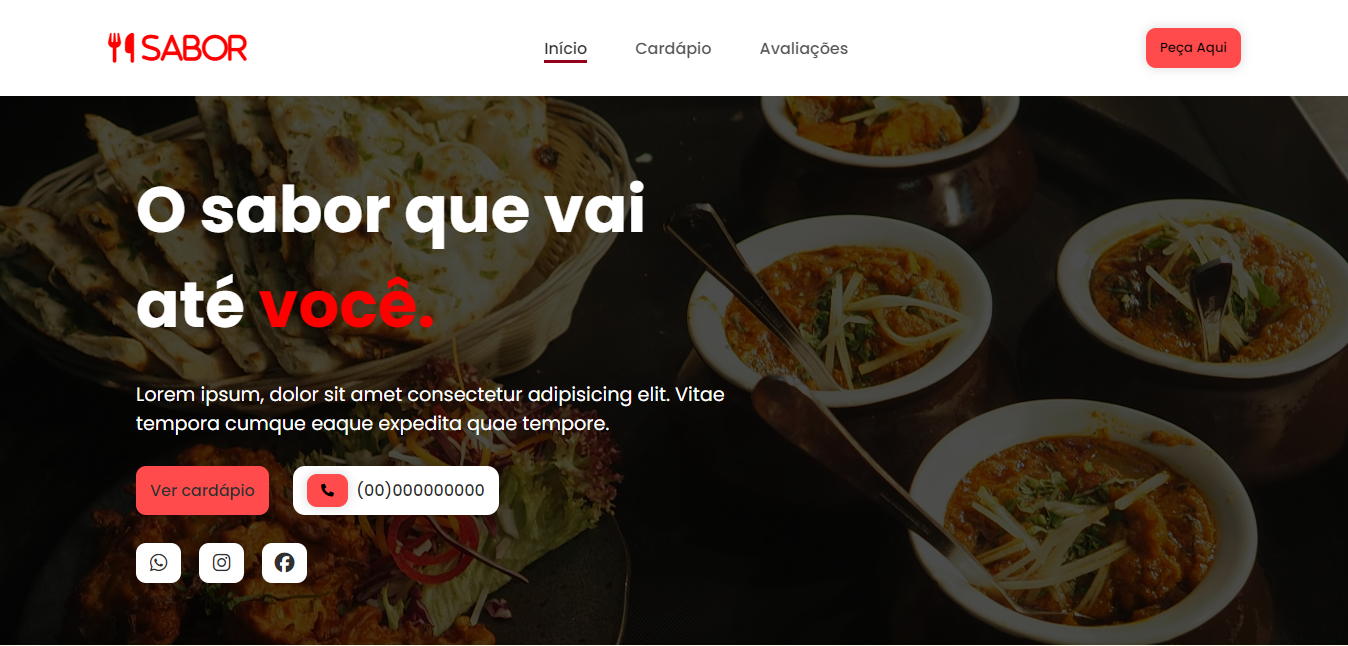 SABOR
Início
Cardápio
Avaliações
Peça Aqui
O sabor que vai
até você.
Lorem ipsum, dolor sit amet consectetur adipisicing elit. Vitae
tempora cumque eaque expedita quae tempore.
Ver cardápio
(00)000000000